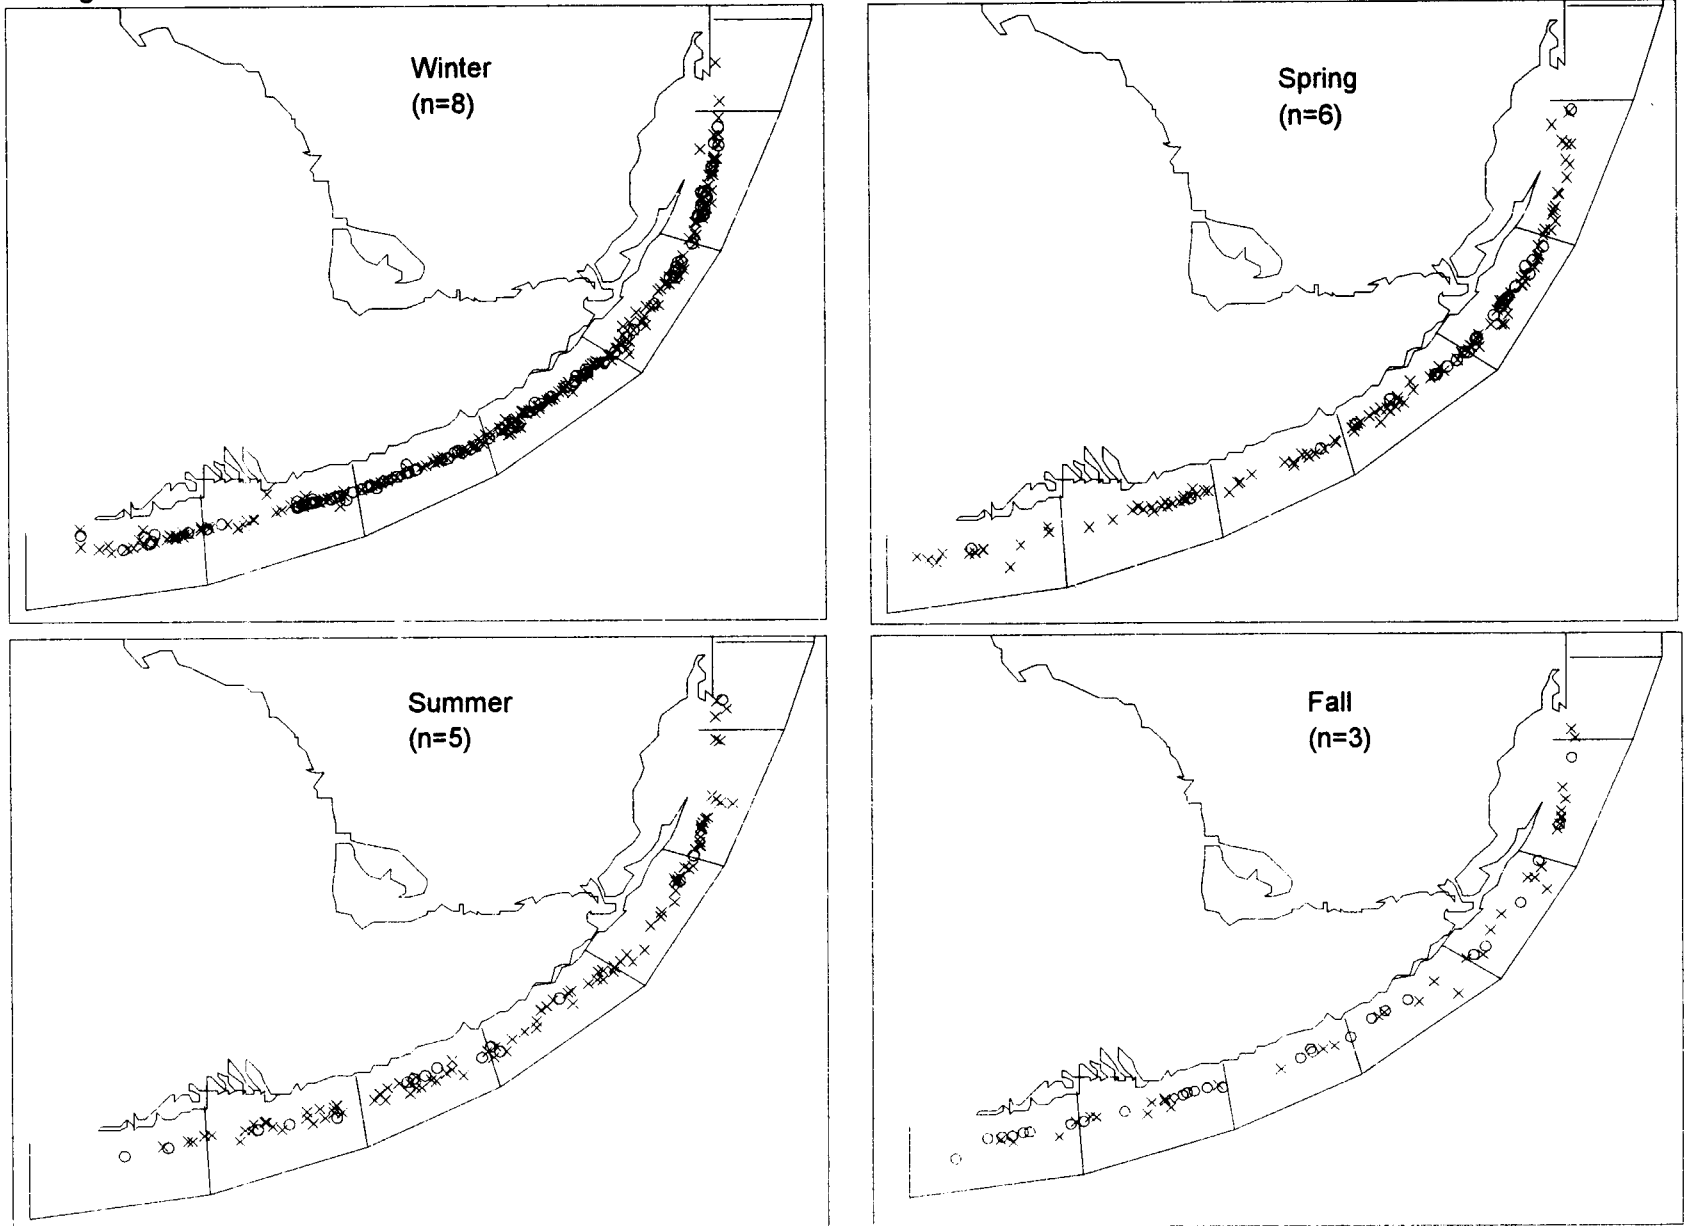 Winter
(n=8)
Spring
(n=6)
Summer
(n=5)
Fall
(n=3)